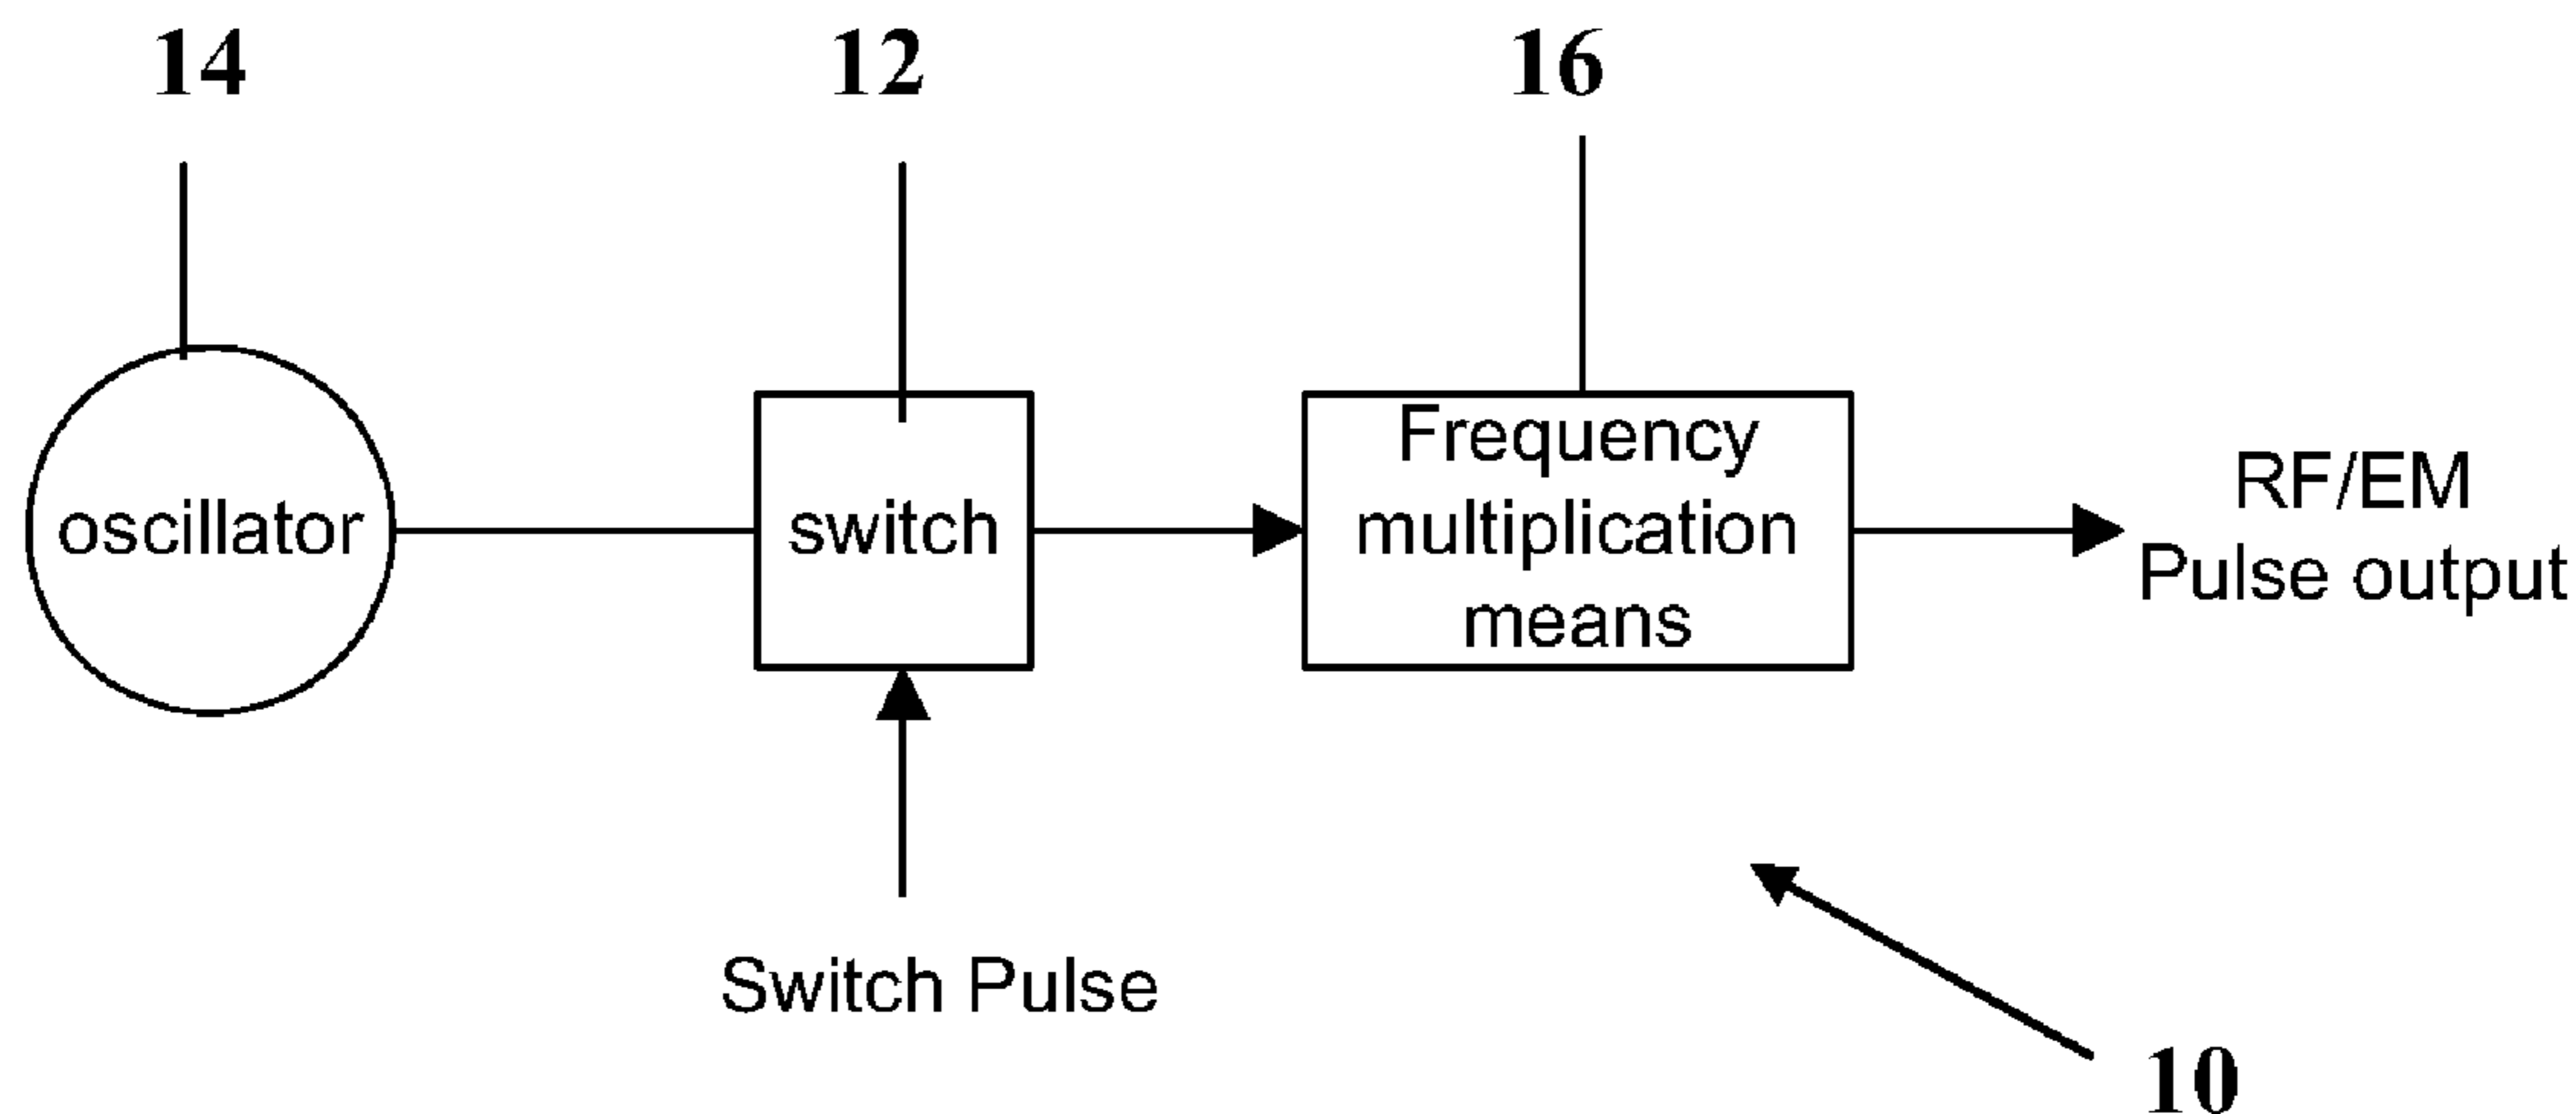 14
12
16
oscillator
switch
Frequency
multiplication
means
RF/EM
Pulse output
Switch Pulse
10